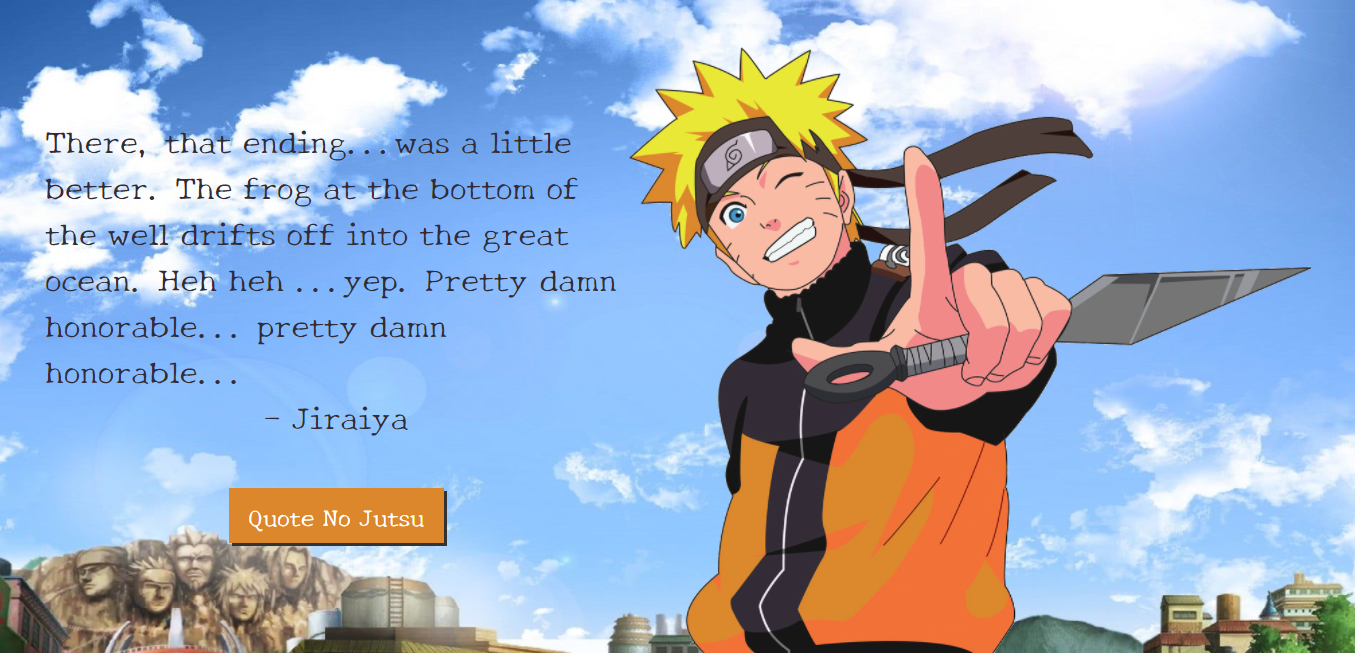 There, that ending...was a little
better. The frog at the bottom of
the well drifts off into the great
ocean. Heh heh ...yep. Pretty damn
honorable... pretty damn
honorable...
- Jiraiya
Quote No Jutsu